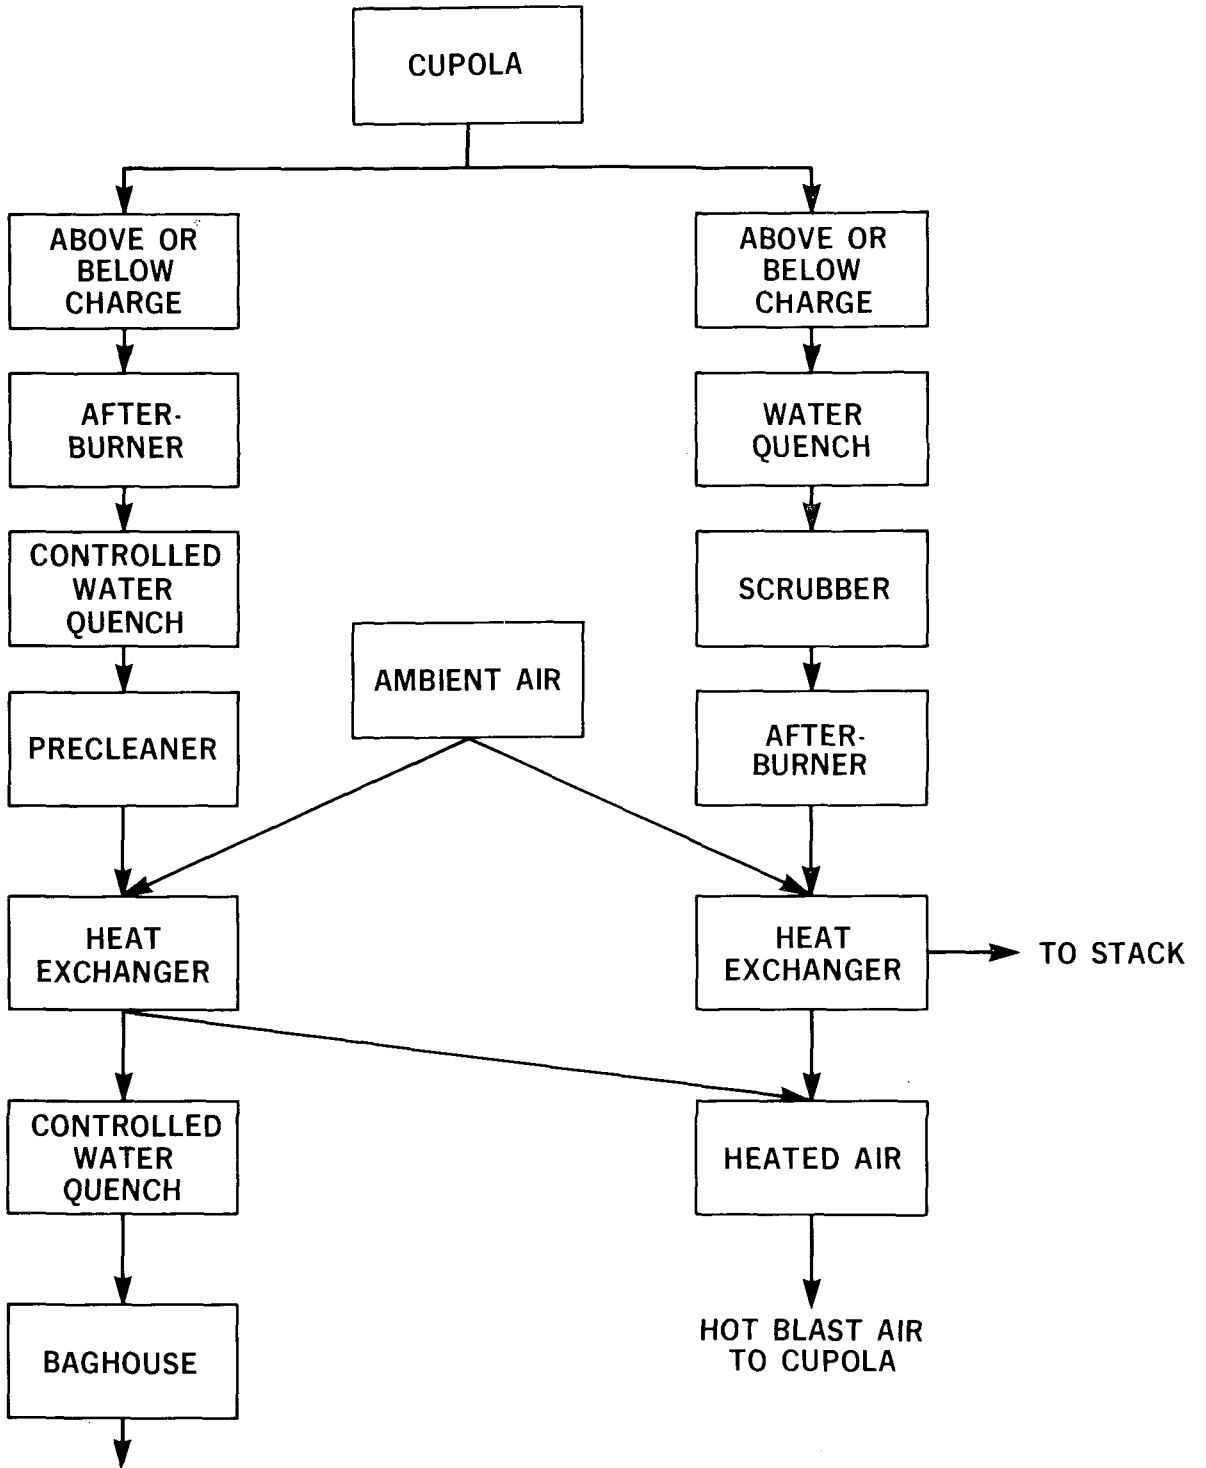 CUPOLA
ABOVE OR
BELOW
CHARGE
ABOVE OR
BELOW
CHARGE
AFTER-
BURNER
WATER
QUENCH
CONTROLLED
WATER
QUENCH
SCRUBBER
AMBIENT AIR
PRECLEANER
AFTER-
BURNER
HEAT
EXCHANGER
HEAT
EXCHANGER
TO STACK
CONTROLLED
WATER
QUENCH
HEATED AIR
BAGHOUSE
HOT BLAST AIR
TO CUPOLA